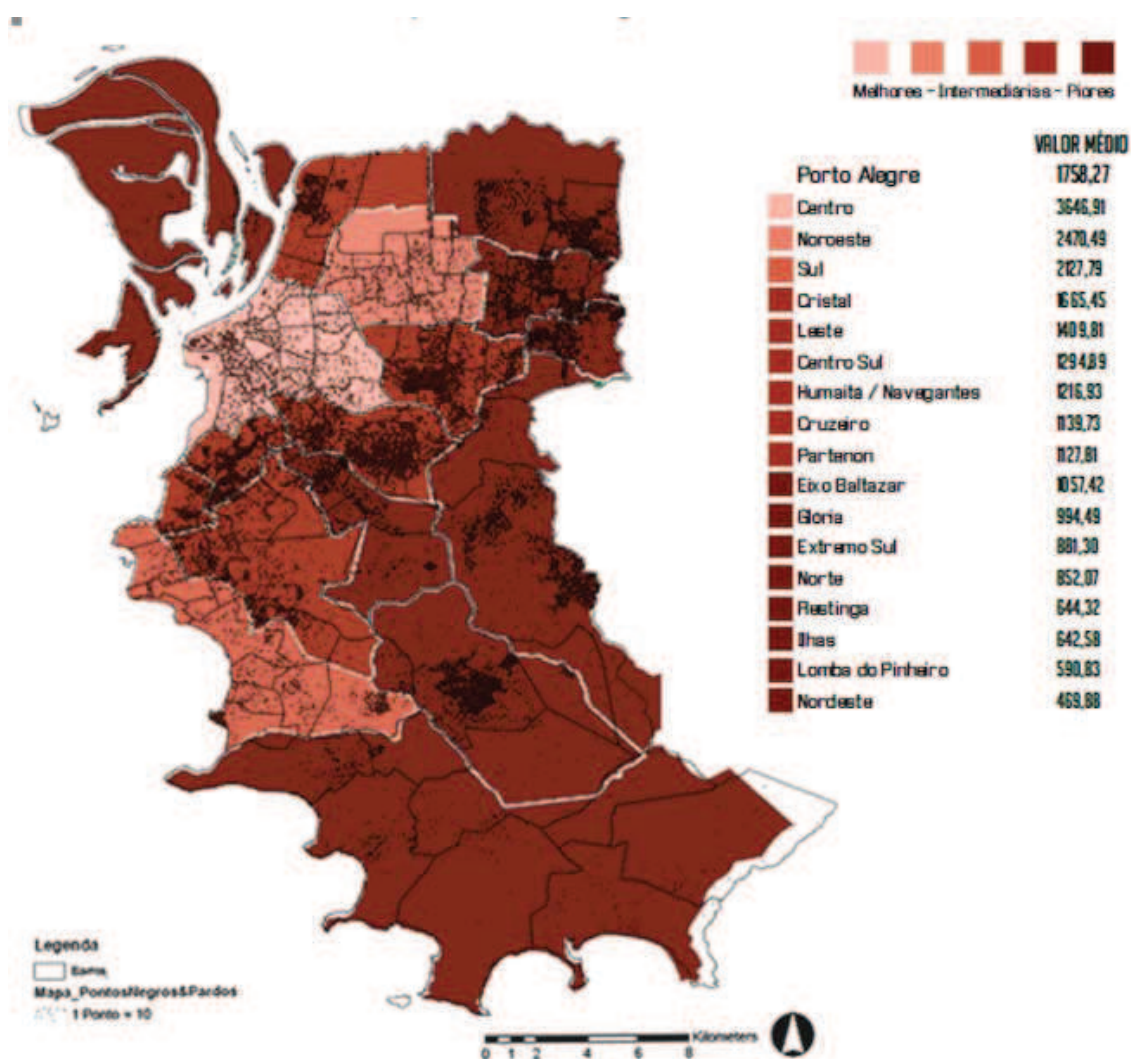 Melhores - Intermediáriss - Piores
VALOR MÉDIO
Porto Alegre 1758,27
Centro 3646,91
Noroeste 2470,49
Sul 2127,79
Cristal 1665,45
Leste 1409,81
Centro Sul 1294,89
Humaita / Navegantes 1216,93
Cruzeiro 1139,73
Partenon 1127,81
Eixo Baltazar 1057,42
Gloria 994,49
Extremo Sul 881,30
Norte 852,07
Restinga 644,32
Ilhas 642,58
Lomba do Pinheiro 590,83
Nordeste 469,88
Legenda
Mapa_PontosNegros&Pardos
1 Ponto = 10
Kilometers
0 1 2 4 6 8